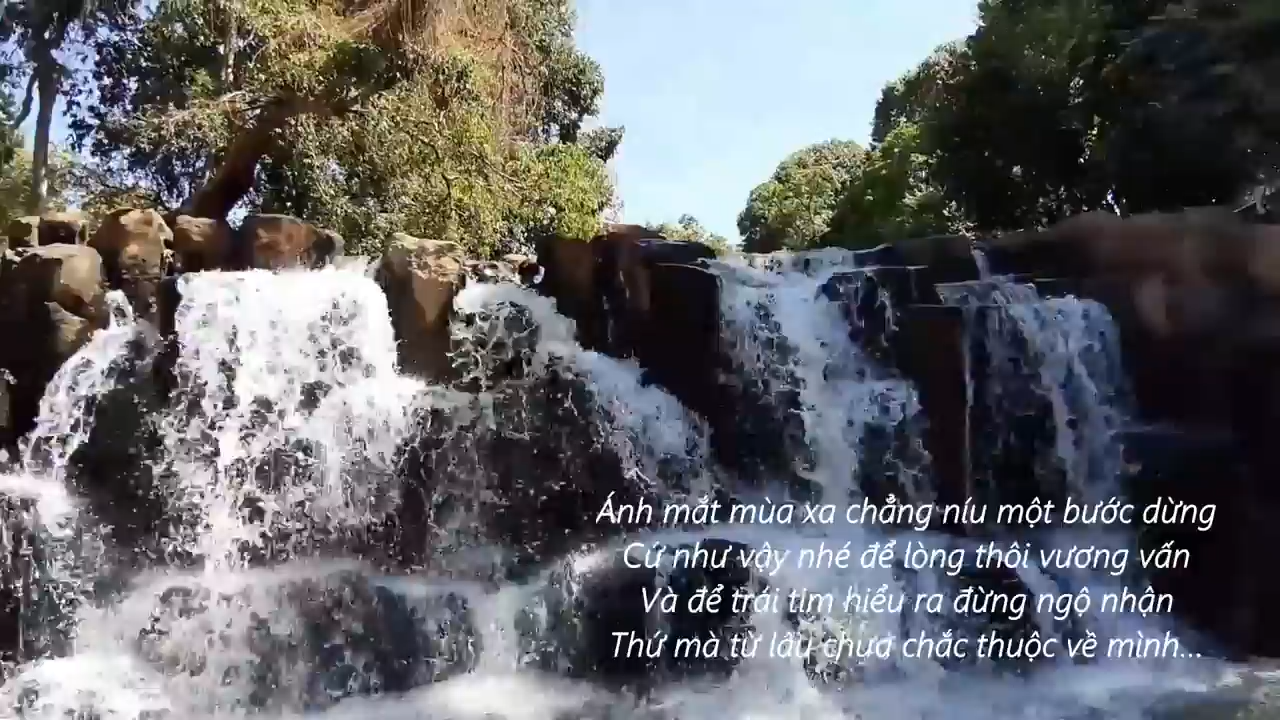 Ánh mắt mùa xa chẳng níu một bước dừng
Cứ như vậy nhé để lòng thôi vương vấn
Và để trái tim hiểu ra đừng ngộ nhận
Thứ mà từ lâu chưa chắc thuộc về mình...